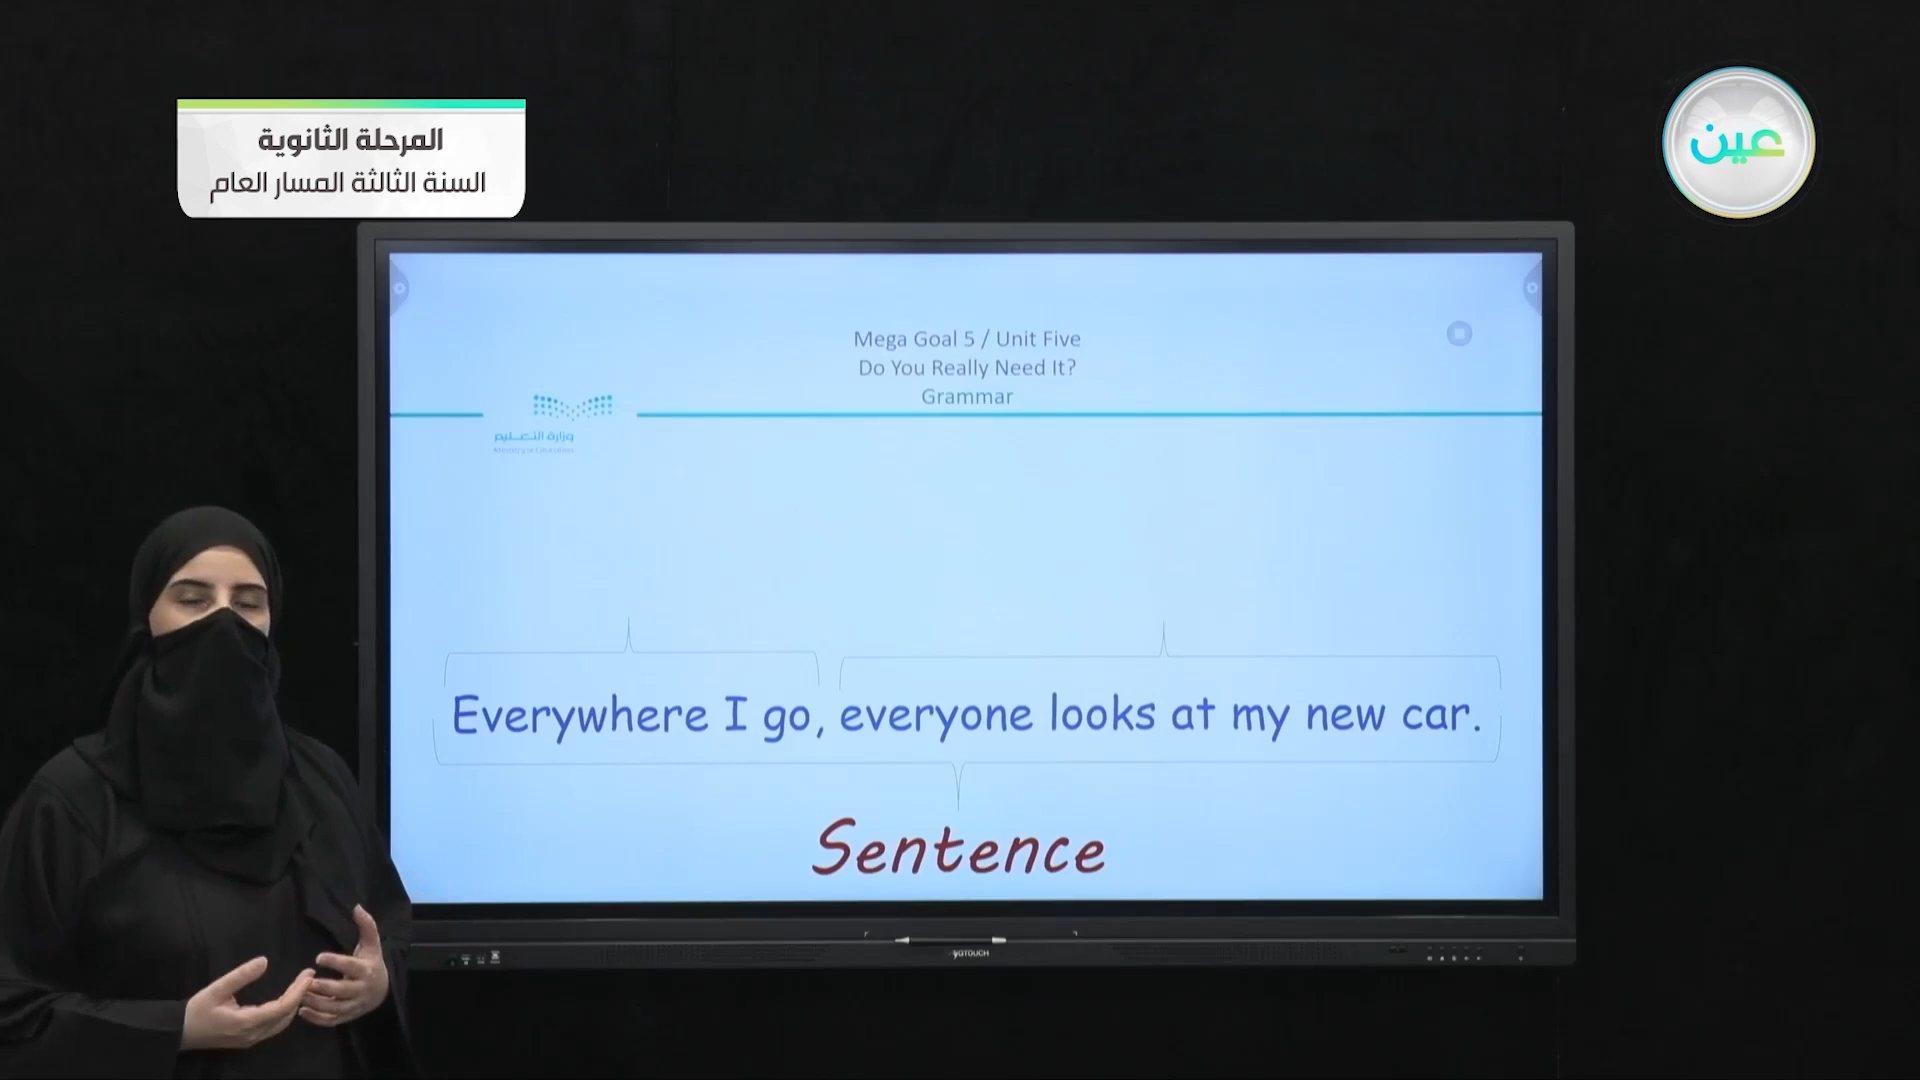 المرحلة الثانوية
السنة الثالثة المسار العام
عين
Mega Goal 5 / Unit Five
Do You Really Need It?
Grammar
وزارة التعليم
Everywhere I go, everyone looks at my new car.
Sentence